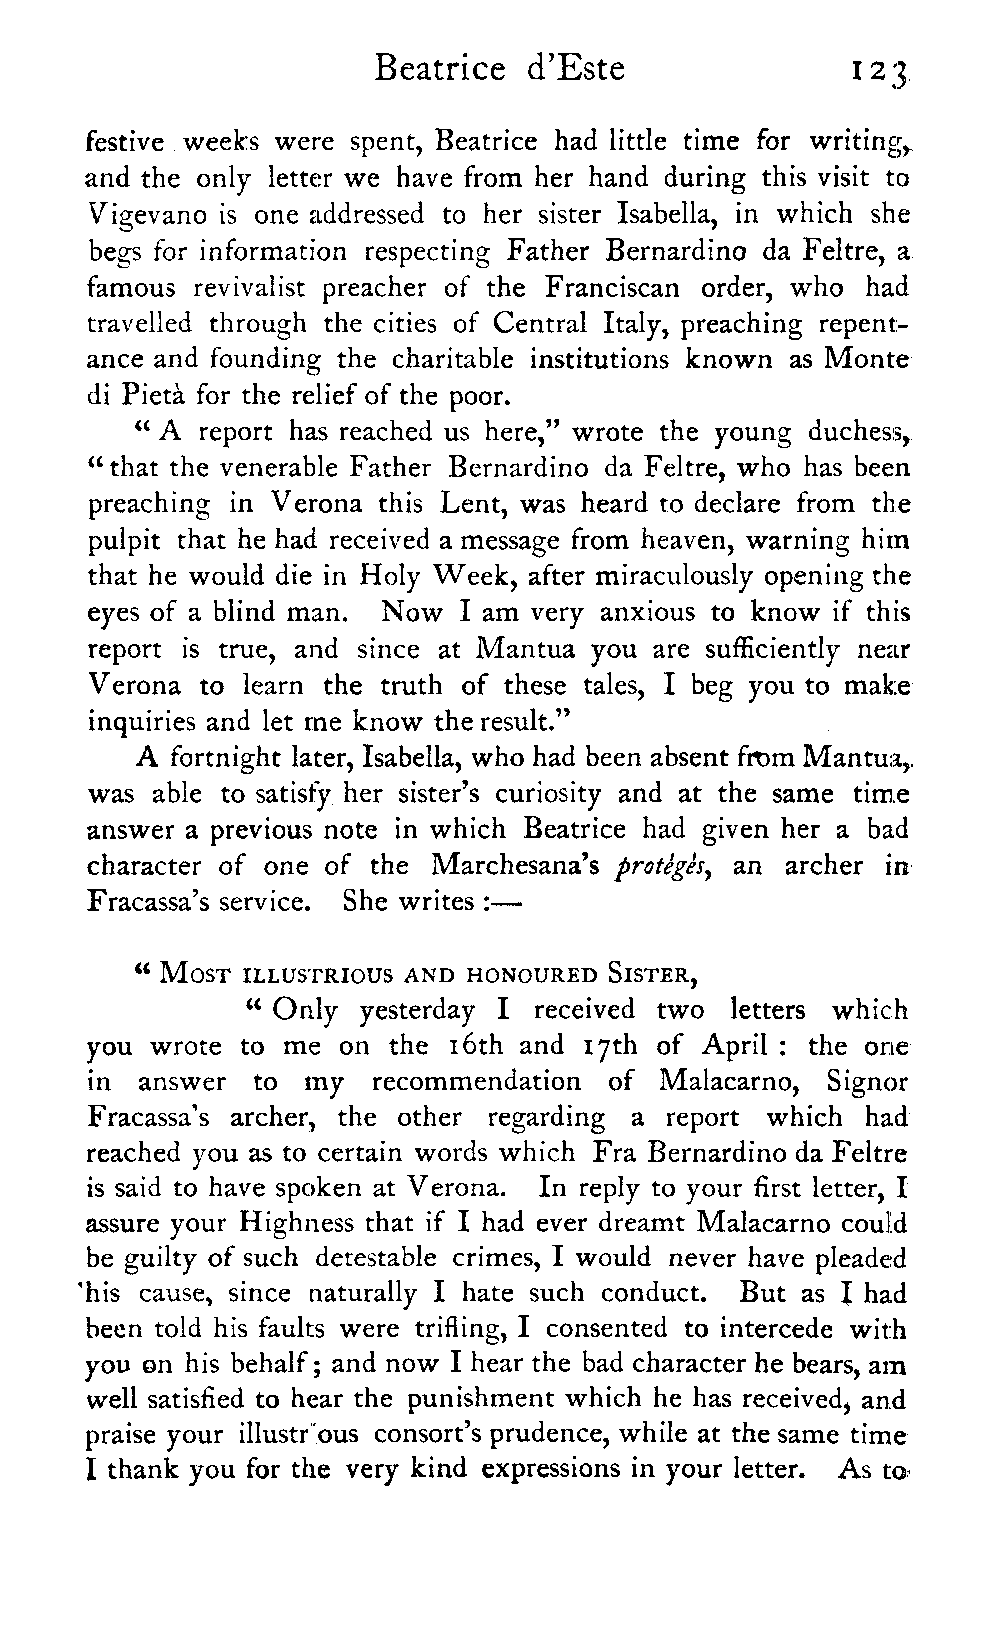 Beatrice d'Este 123
festive weeks were spent, Beatrice had little time for writing,
and the only letter we have from her hand during this visit to
Vigevano is one addressed to her sister Isabella, in which she
begs for information respecting Father Bernardino da Feltre, a
famous revivalist preacher of the Franciscan order, who had
travelled through the cities of Central Italy, preaching repent-
ance and founding the charitable institutions known as Monte
di Pietà for the relief of the poor.
“ A report has reached us here,” wrote the young duchess,
“ that the venerable Father Bernardino da Feltre, who has been
preaching in Verona this Lent, was heard to declare from the
pulpit that he had received a message from heaven, warning him
that he would die in Holy Week, after miraculously opening the
eyes of a blind man. Now I am very anxious to know if this
report is true, and since at Mantua you are sufficiently near
Verona to learn the truth of these tales, I beg you to make
inquiries and let me know the result.”
A fortnight later, Isabella, who had been absent from Mantua,
was able to satisfy her sister's curiosity and at the same time
answer a previous note in which Beatrice had given her a bad
character of one of the Marchesana's protégés, an archer in
Fracassa's service. She writes :—
“ MOST ILLUSTRIOUS AND HONOURED SISTER,
“ Only yesterday I received two letters which
you wrote to me on the 16th and 17th of April : the one
in answer to my recommendation of Malacarno, Signor
Fracassa's archer, the other regarding a report which had
reached you as to certain words which Fra Bernardino da Feltre
is said to have spoken at Verona. In reply to your first letter, I
assure your Highness that if I had ever dreamt Malacarno could
be guilty of such detestable crimes, I would never have pleaded
his cause, since naturally I hate such conduct. But as I had
been told his faults were trifling, I consented to intercede with
you on his behalf ; and now I hear the bad character he bears, am
well satisfied to hear the punishment which he has received, and
praise your illustrious consort's prudence, while at the same time
I thank you for the very kind expressions in your letter. As to